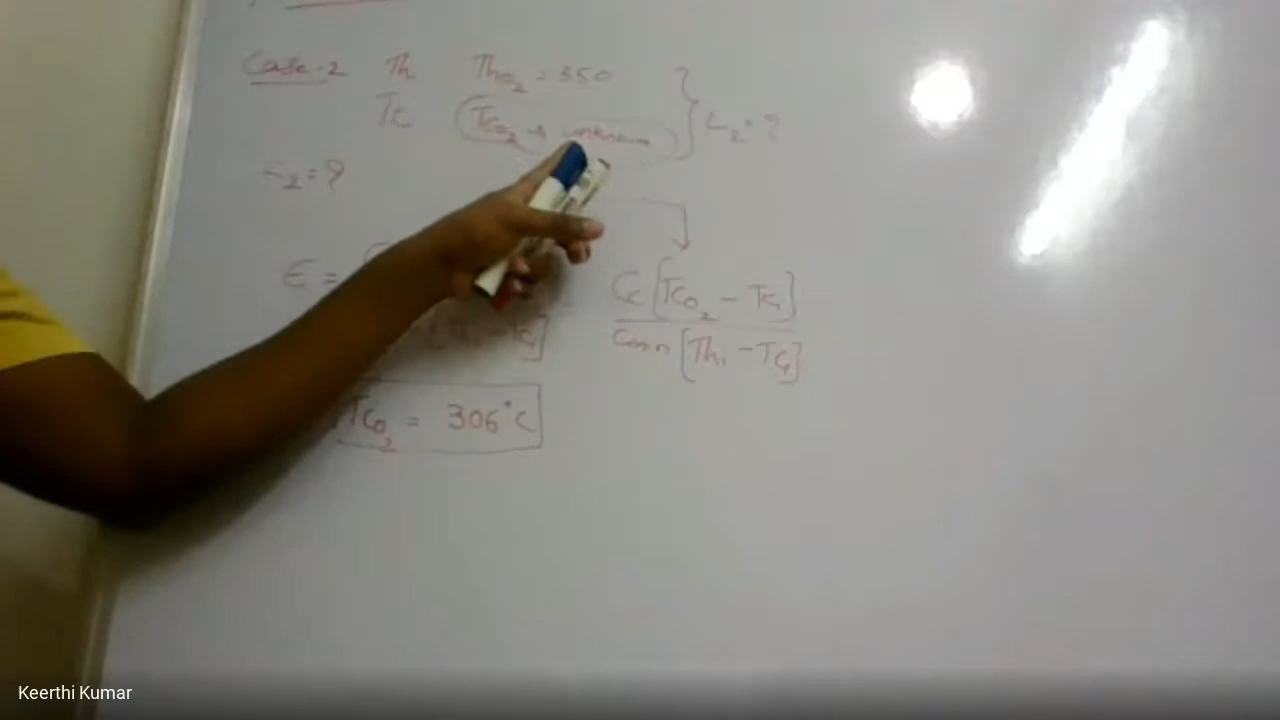 Case-2 Th Tho₂ = 350
Tc Tco₂ → unknown } L₂ = ?
L₂ = ?
ε = = Cc [Tco₂ - Tc₁]
Cmin [Th₁ - Tc₁]
Tco₂ = 306°C
Keerthi Kumar